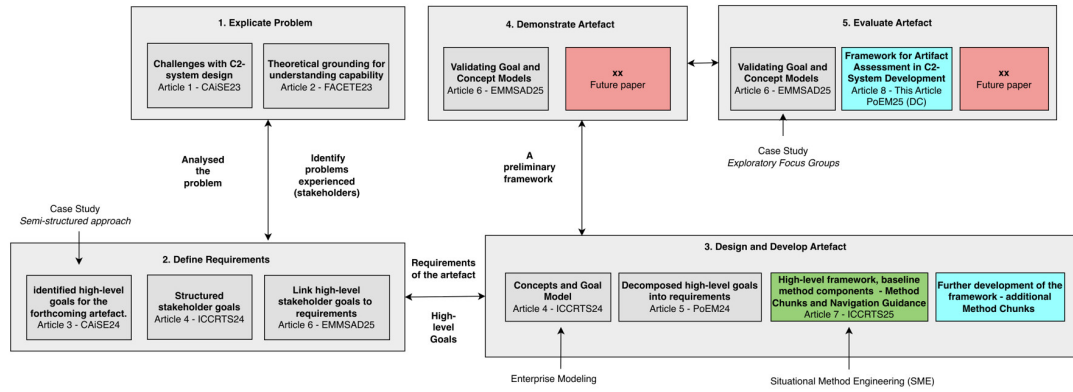 1. Explicate Problem
Challenges with C2-
system design
Article 1 - CAiSE23
Theoretical grounding for
understanding capability
Article 2 - FACETE23
4. Demonstrate Artefact
Validating Goal and
Concept Models
Article 6 - EMMSAD25
xx
Future paper
5. Evaluate Artefact
Validating Goal and
Concept Models
Article 6 - EMMSAD25
Framework for Artifact
Assessment in C2-
System Development
Article 8 - This Article
PoEM25 (DC)
xx
Future paper
Analysed
the
problem
Identify
problems
experienced
(stakeholders)
A
preliminary
framework
Case Study
Exploratory Focus Groups
Case Study
Semi-structured approach
2. Define Requirements
identified high-level
goals for the
forthcoming artefact.
Article 3 - CAiSE24
Structured
stakeholder goals
Article 4 - ICCRTS24
Link high-level
stakeholder goals to
requirements
Article 6 - EMMSAD25
Requirements
of the artefact
High-
level
Goals
3. Design and Develop Artefact
Concepts and Goal
Model
Article 4 - ICCRTS24
Decomposed high-level goals
into requirements
Article 5 - PoEM24
High-level framework, baseline
method components - Method
Chunks and Navigation Guidance
Article 7 - ICCRTS25
Further development of
the framework - additional
Method Chunks
Enterprise Modeling
Situational Method Engineering (SME)